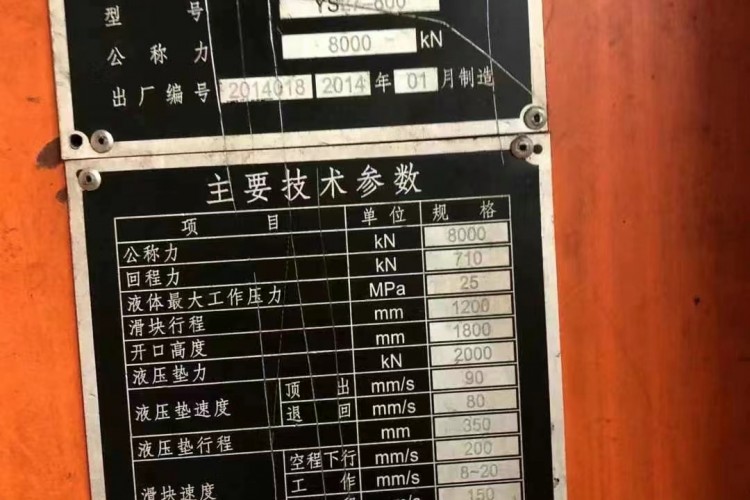 型 号 YS27-800
公 称 力 8000 kN
出 厂 编 号 2014018 2014 年 01 月 制造
主要技术参数
项 目 单 位 规 格
公称力 kN 8000
回程力 kN 710
液体最大工作压力 MPa 25
滑块行程 mm 1200
开口高度 mm 1800
液压垫力 kN 2000
液压垫速度 顶 出 mm/s 90
退 回 mm/s 80
液压垫行程 mm 350
滑块速度 空程下行 mm/s 200
工 作 mm/s 8~20
程 mm/s 150